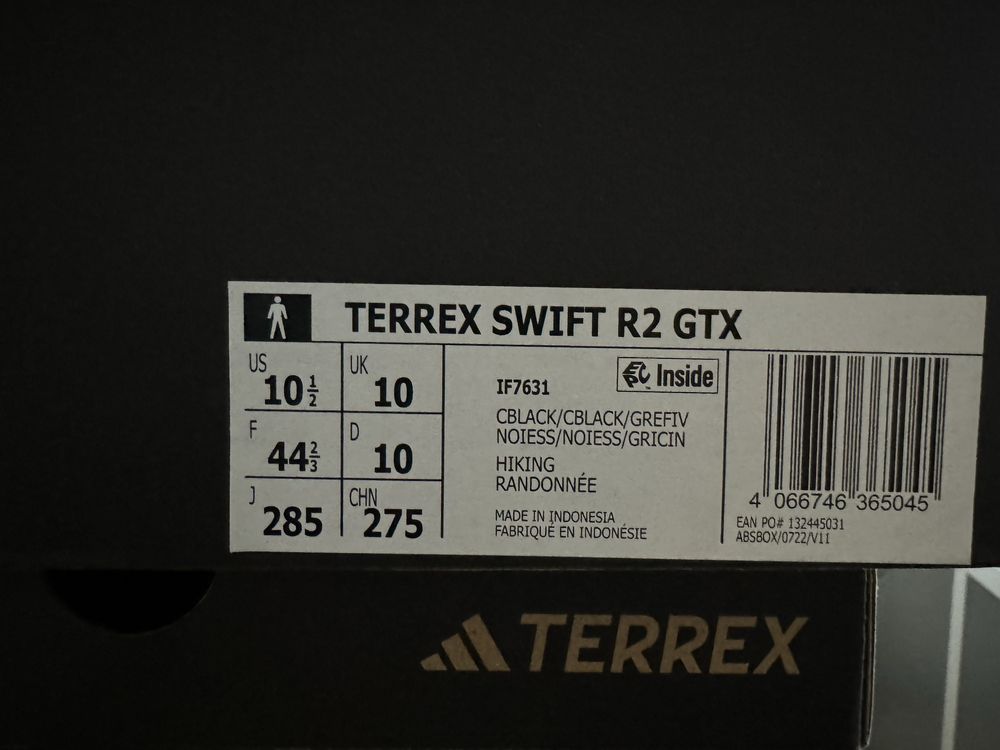 TERREX SWIFT R2 GTX
US 10 1/2
UK 10
F 44 2/3
D 10
J 285
CHN 275
Inside
IF7631
CBLACK/CBLACK/GREFIV
NOIESS/NOIESS/GRICIN
HIKING
RANDONNÉE
MADE IN INDONESIA
FABRIQUÉ EN INDONÉSIE
4 066746 365045
EAN PO# 132445031
ABSBOX/0722/V11
TERREX